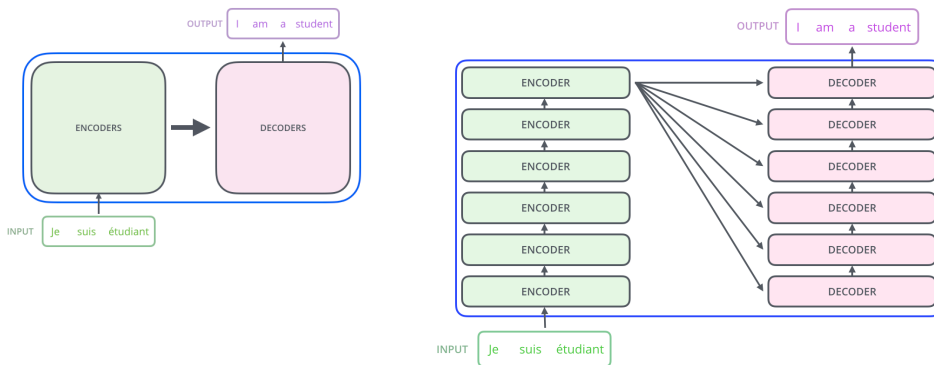 OUTPUT I am a student
ENCODERS DECODERS
INPUT Je suis étudiant
OUTPUT I am a student
ENCODER DECODER
ENCODER DECODER
ENCODER DECODER
ENCODER DECODER
ENCODER DECODER
ENCODER DECODER
INPUT Je suis étudiant